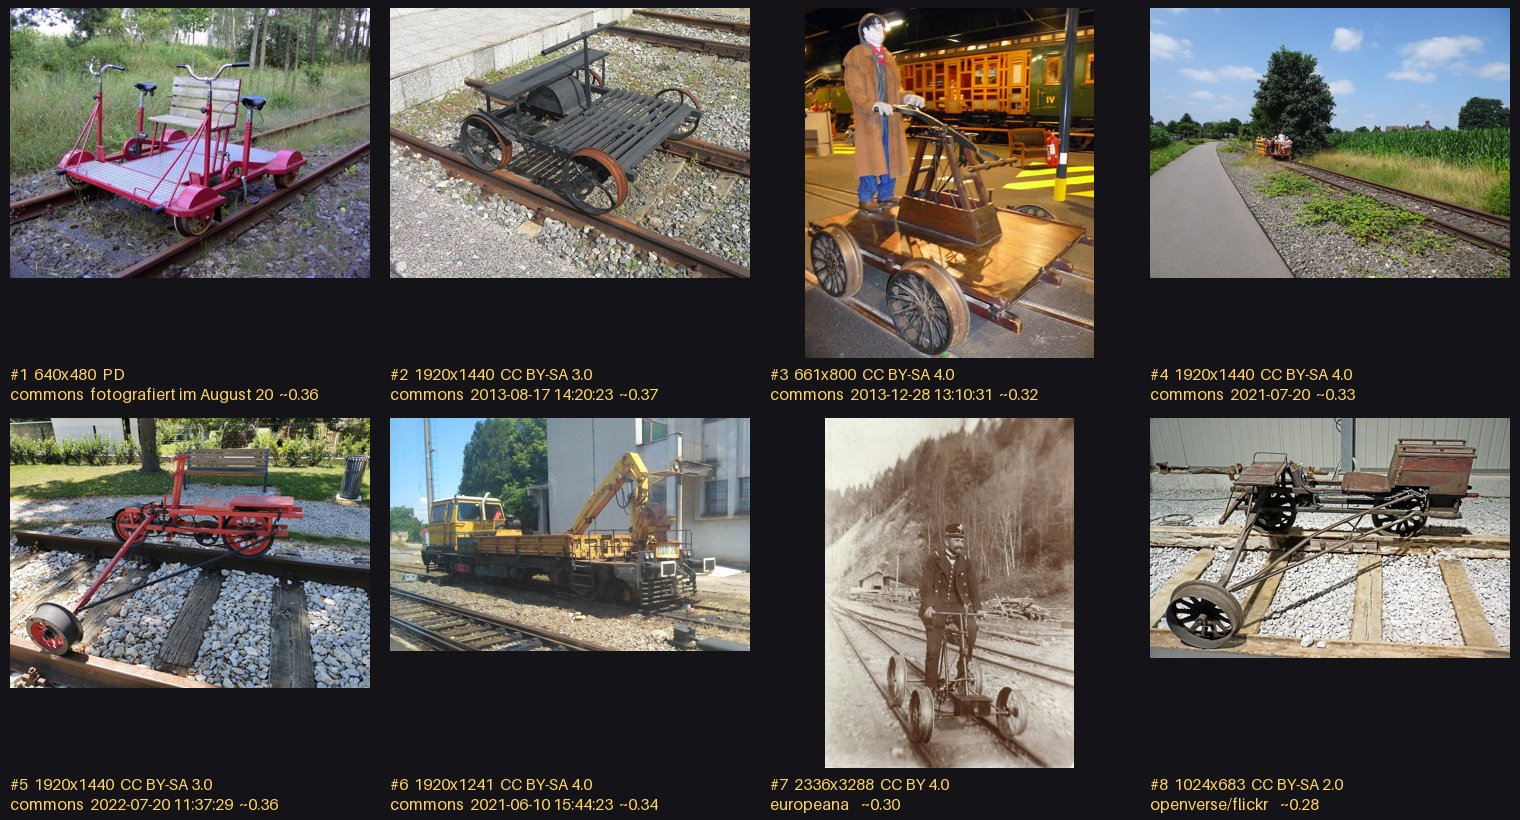 IV
#1 640x480 PD
commons fotografiert im August 20 ~0.36
#2 1920x1440 CC BY-SA 3.0
commons 2013-08-17 14:20:23 ~0.37
#3 661x800 CC BY-SA 4.0
commons 2013-12-28 13:10:31 ~0.32
#4 1920x1440 CC BY-SA 4.0
commons 2021-07-20 ~0.33
#5 1920x1440 CC BY-SA 3.0
commons 2022-07-20 11:37:29 ~0.36
#6 1920x1241 CC BY-SA 4.0
commons 2021-06-10 15:44:23 ~0.34
#7 2336x3288 CC BY 4.0
europeana ~0.30
#8 1024x683 CC BY-SA 2.0
openverse/flickr ~0.28